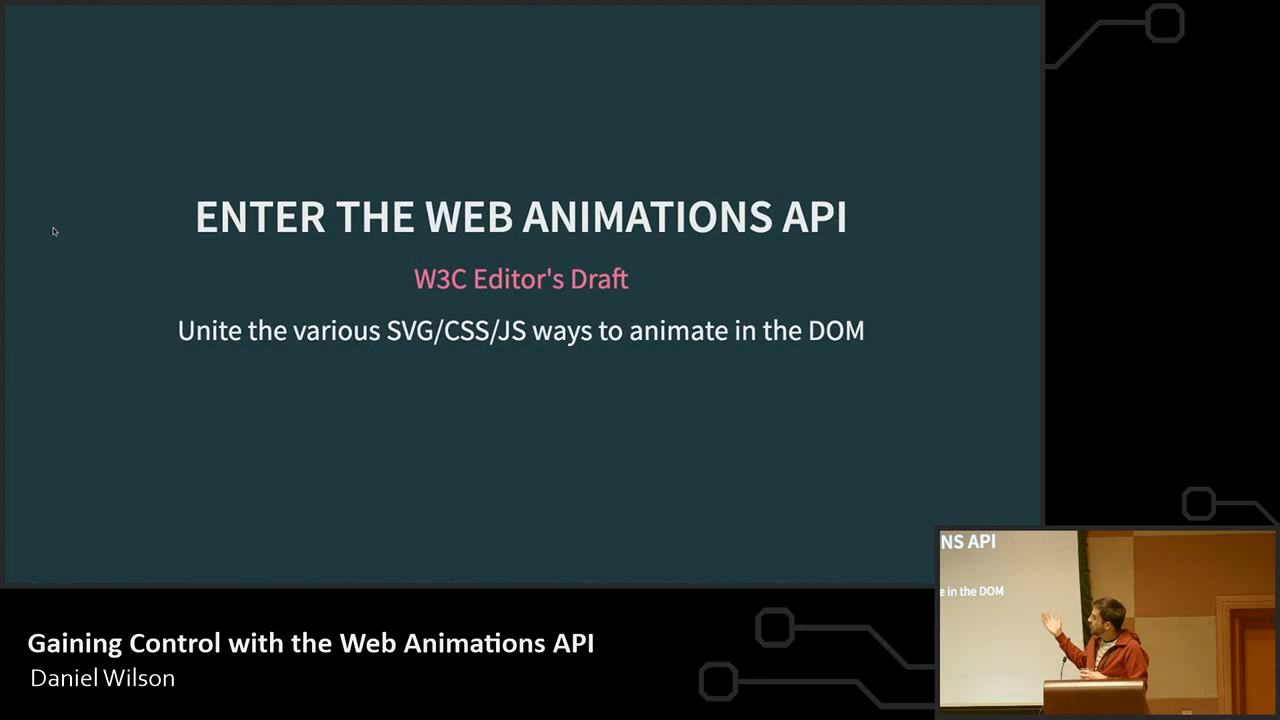 ENTER THE WEB ANIMATIONS API
W3C Editor's Draft
Unite the various SVG/CSS/JS ways to animate in the DOM
NS API
e in the DOM
Gaining Control with the Web Animations API
Daniel Wilson